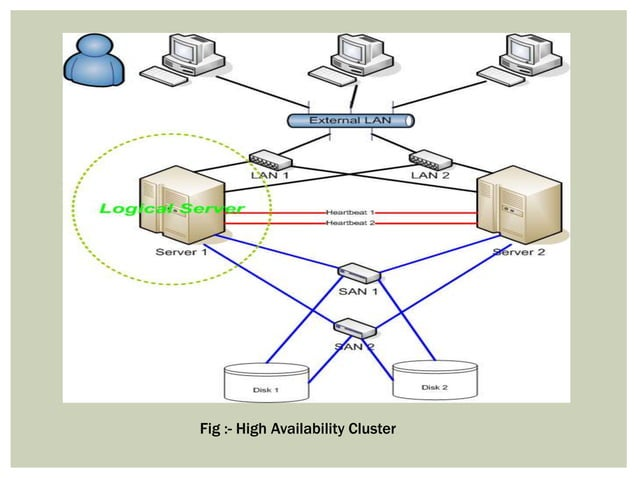 External LAN
LAN 1
LAN 2
Logical Server
Heartbeat 1
Heartbeat 2
Server 1
Server 2
SAN 1
SAN 2
Disk 1
Disk 2
Fig :- High Availability Cluster